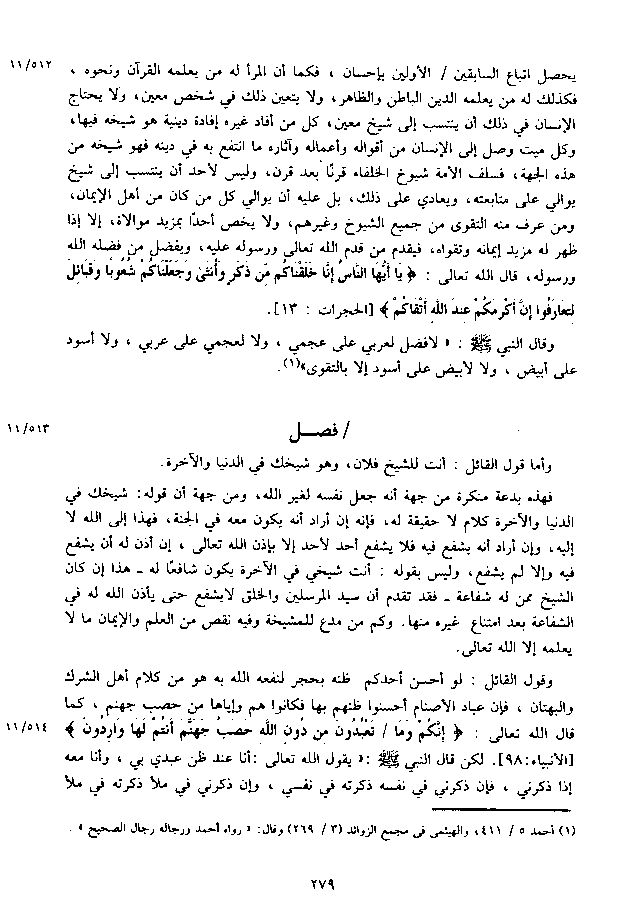 ١١/٥١٢
يحصل اتباع السابقين / الأولين بإحسان ، فكما أن المرأ له من يعلمه القرآن ونحوه ،
فكذلك له من يعلمه الدين الباطن والظاهر، ولا يتعين ذلك في شخص معين، ولا يحتاج
الإنسان في ذلك أن ينتسب إلى شيخ معين، كل من أفاد غيره إفادة دينية هو شيخه فيها،
وكل ميت وصل إلى الإنسان من أقواله وأعماله وآثاره ما انتفع به في دينه فهو شيخه من
هذه الجهة، فسلف الأمة شيوخ الخلفاء قرنًا بعد قرن، وليس لأحد أن ينتسب إلى شيخ
يوالي على متابعته، ويعادي على ذلك، بل عليه أن يوالي كل من كان من أهل الإيمان،
ومن عرف منه التقوى من جميع الشيوخ وغيرهم، ولا يخص أحدًا بمزيد موالاة، إلا إذا
ظهر له مزيد إيمانه وتقواه، فيقدم من قدم الله تعالى ورسوله عليه، ويفضل من فضله الله
ورسوله، قال الله تعالى : ﴿ يَا أَيُّهَا النَّاسُ إِنَّا خَلَقْنَاكُم مِّن ذَكَرٍ وَأُنثَىٰ وَجَعَلْنَاكُمْ شُعُوبًا وَقَبَائِلَ
لِتَعَارَفُوا إِنَّ أَكْرَمَكُمْ عِندَ اللَّهِ أَتْقَاكُمْ ﴾ [الحجرات : ١٣].
وقال النبي ﷺ : « لافضل لعربي على عجمي ، ولا لعجمي على عربي ، ولا أسود
على أبيض ، ولا لأبيض على أسود إلا بالتقوى»(١).
١١/٥١٣
/ فصــل
وأما قول القائل : أنت للشيخ فلان، وهو شيخك في الدنيا والآخرة.
فهذه بدعة منكرة من جهة أنه جعل نفسه لغير الله، ومن جهة أن قوله: شيخك في
الدنيا والآخرة كلام لا حقيقة له، فإنه إن أراد أنه يكون معه في الجنة، فهذا إلى الله لا
إليه، وإن أراد أنه يشفع فيه فلا يشفع أحد لأحد إلا بإذن الله تعالى ، إن أذن له أن يشفع
فيه وإلا لم يشفع، وليس بقوله : أنت شيخي في الآخرة يكون شافعًا له ـ هذا إن كان
الشيخ ممن له شفاعة ـ فقد تقدم أن سيد المرسلين والخلق لايشفع حتى يأذن الله له في
الشفاعة بعد امتناع غيره منها. وكم من مدع للمشيخة وفيه نقص من العلم والإيمان ما لا
يعلمه إلا الله تعالى.
وقول القائل : لو أحسن أحدكم ظنه بحجر لنفعه الله به هو من كلام أهل الشرك
والبهتان ، فإن عباد الأصنام أحسنوا ظنهم بها فكانوا هم وإياها من حصب جهنم ، كما
١١/٥١٤
قال الله تعالى : ﴿ إِنَّكُمْ وَمَا / تَعْبُدُونَ مِن دُونِ اللَّهِ حَصَبُ جَهَنَّمَ أَنتُمْ لَهَا وَارِدُونَ ﴾
[الأنبياء:٩٨]. لكن قال النبي ﷺ :« يقول الله تعالى :أنا عند ظن عبدي بي ، وأنا معه
إذا ذكرني ، فإن ذكرني في نفسه ذكرته في نفسي ، وإن ذكرني في ملأ ذكرته في ملأ
(١) أحمد ٥ / ٤١١، والهيثمى فى مجمع الزوائد (٣ / ٢٦٩) وقال: « رواه أحمد ورجاله رجال الصحيح » .
٢٧٩